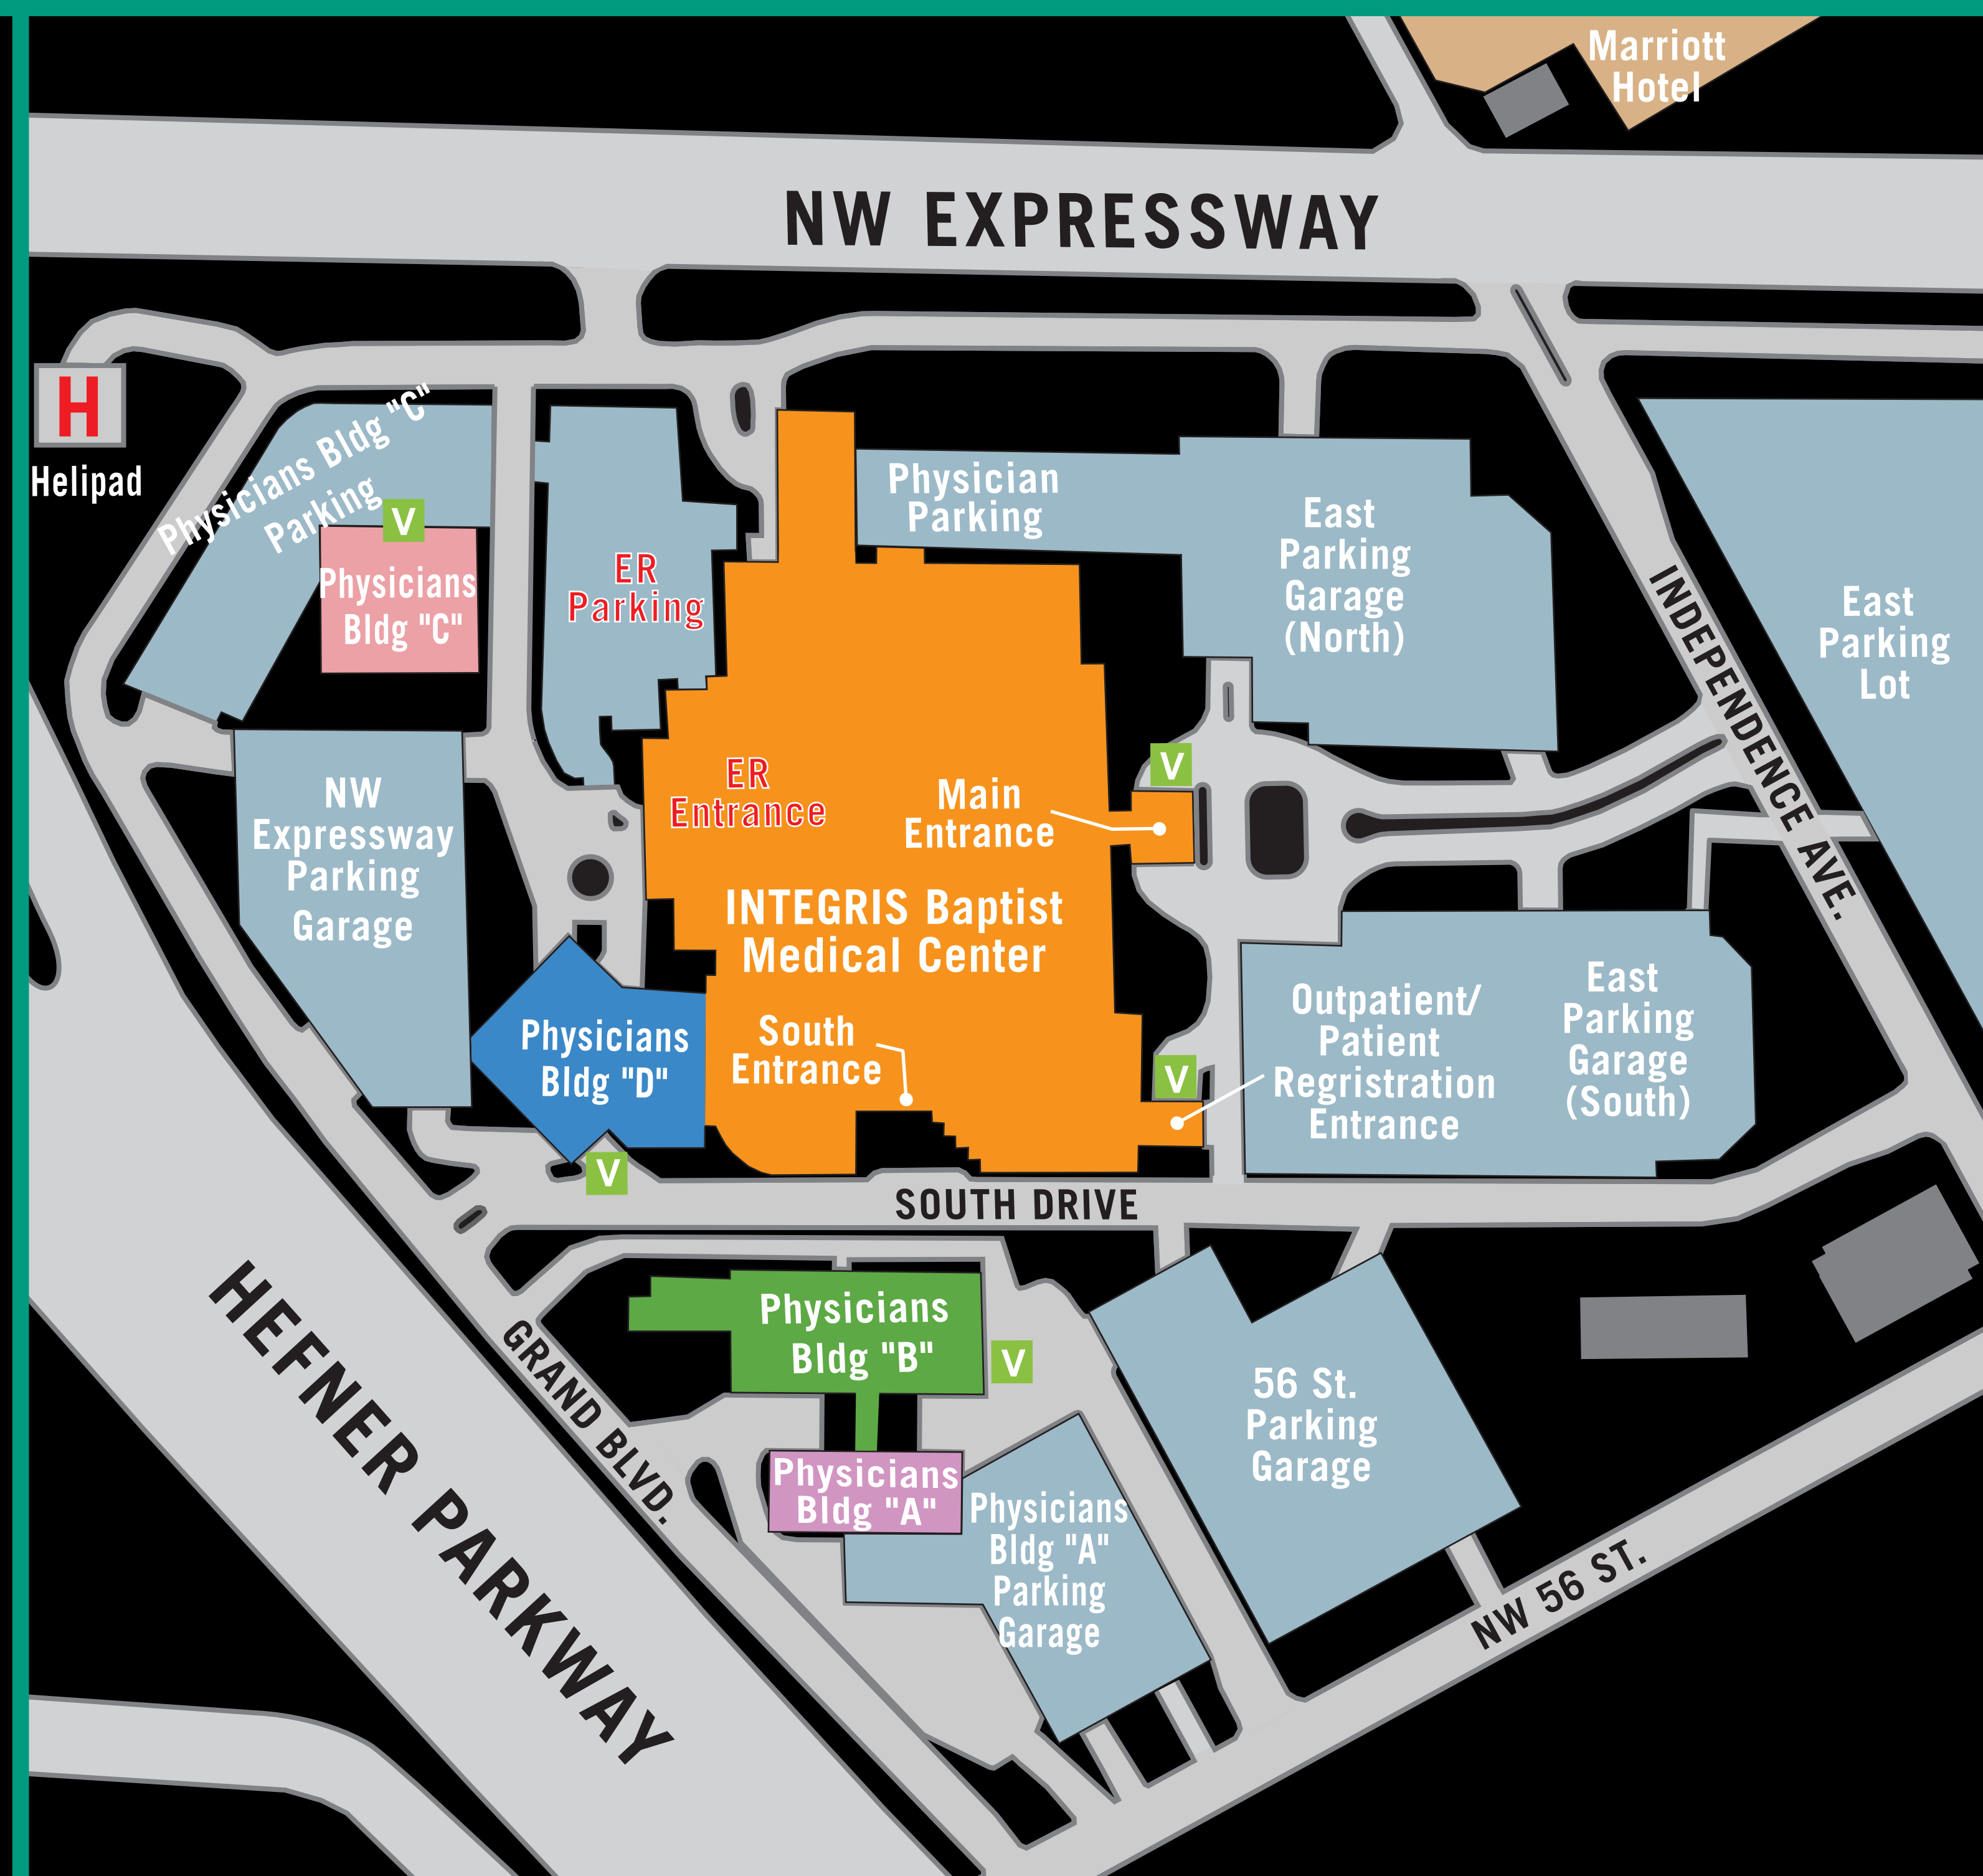 Marriott
Hotel
NW EXPRESSWAY
H
Helipad
Physicians Bldg "C"
Parking
V
Physicians
Bldg "C"
ER
Parking
Physician
Parking
East
Parking
Garage
(North)
INDEPENDENCE AVE.
East
Parking
Lot
NW
Expressway
Parking
Garage
ER
Entrance
Main
Entrance
V
INTEGRIS Baptist
Medical Center
Physicians
Bldg "D"
V
South
Entrance
V
Outpatient/
Patient
Regristration
Entrance
East
Parking
Garage
(South)
SOUTH DRIVE
HEFNER PARKWAY
GRAND BLVD.
Physicians
Bldg "B"
V
Physicians
Bldg "A"
Physicians
Bldg "A"
Parking
Garage
56 St.
Parking
Garage
NW 56 ST.